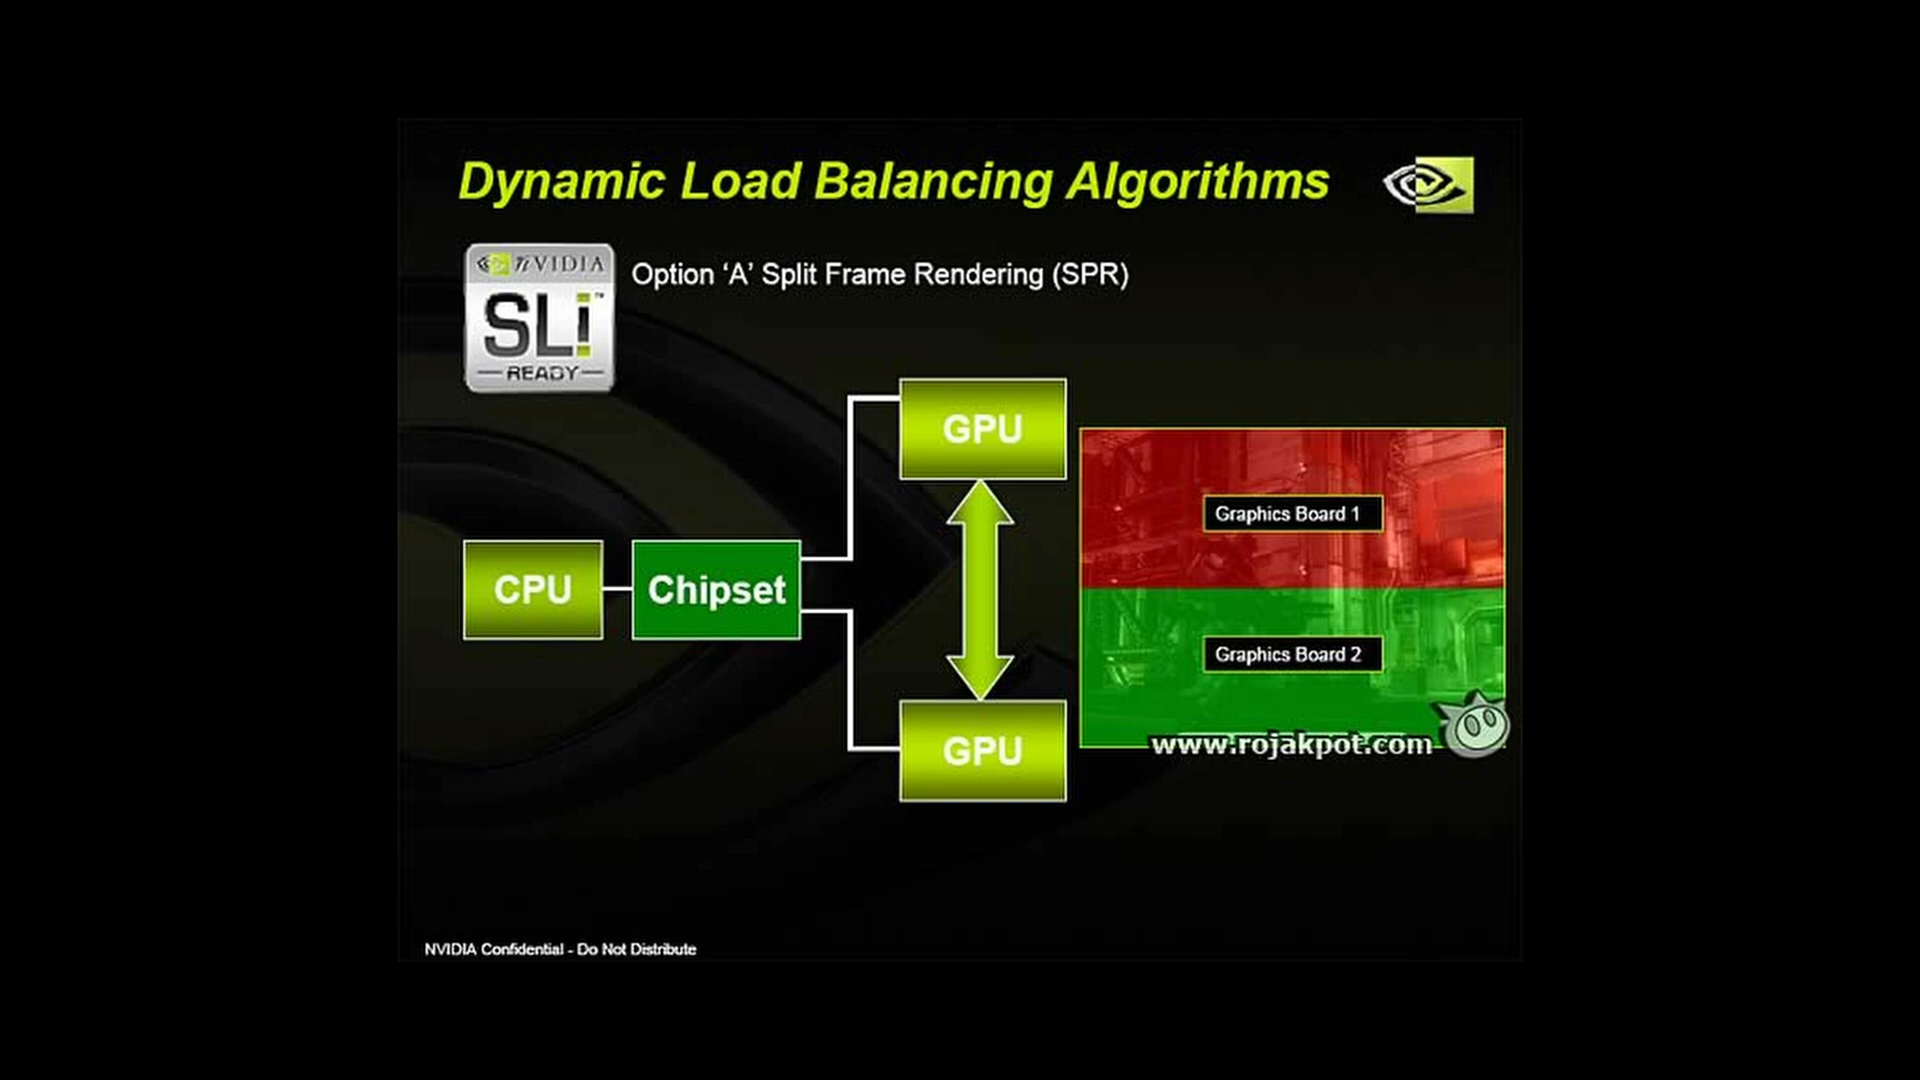 Dynamic Load Balancing Algorithms
nVIDIA
SLi™
READY
Option ‘A’ Split Frame Rendering (SPR)
GPU
Graphics Board 1
CPU
Chipset
Graphics Board 2
GPU
www.rojakpot.com
NVIDIA Confidential - Do Not Distribute